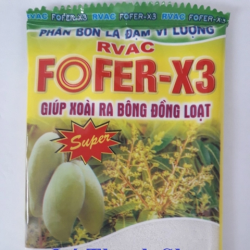 RVAC FOFER-X3 RVAC FOFER-X3 RVAC
PHÂN BÓN LÁ ĐẠM VI LƯỢNG
RVAC
FOFER-X3
GIÚP XOÀI RA BÔNG ĐỒNG LOẠT
Super